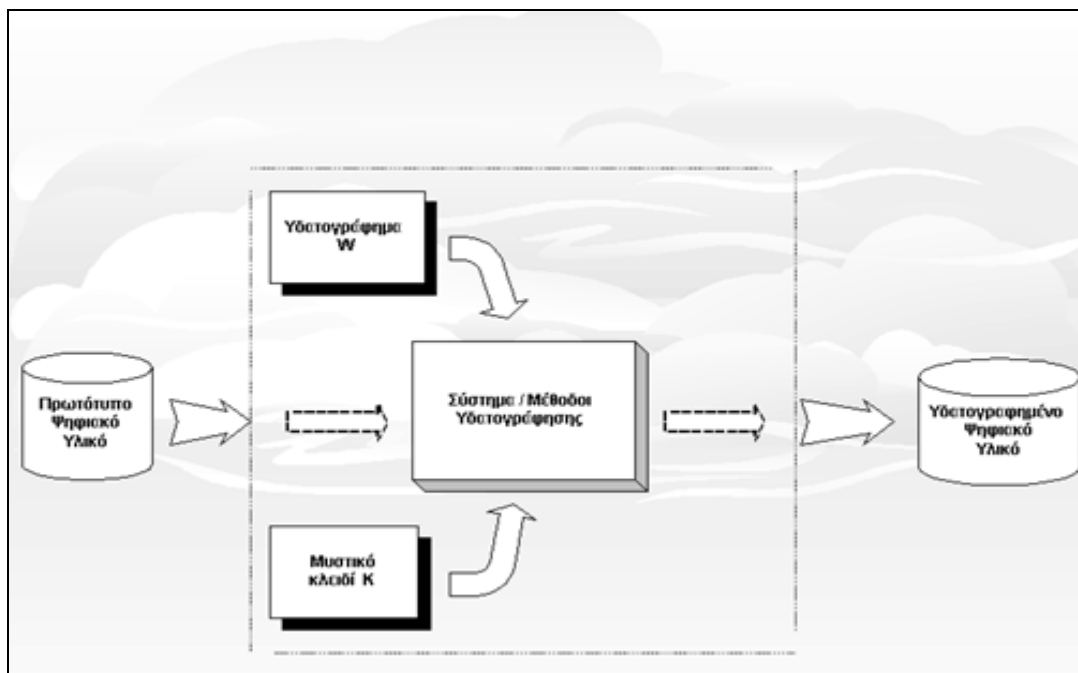 Υδατογράφημα
W
Πρωτότυπο
Ψηφιακό
Υλικό
Σύστημα / Μέθοδοι
Υδατογράφησης
Υδατογραφημένο
Ψηφιακό
Υλικό
Μυστικό
κλειδί Κ